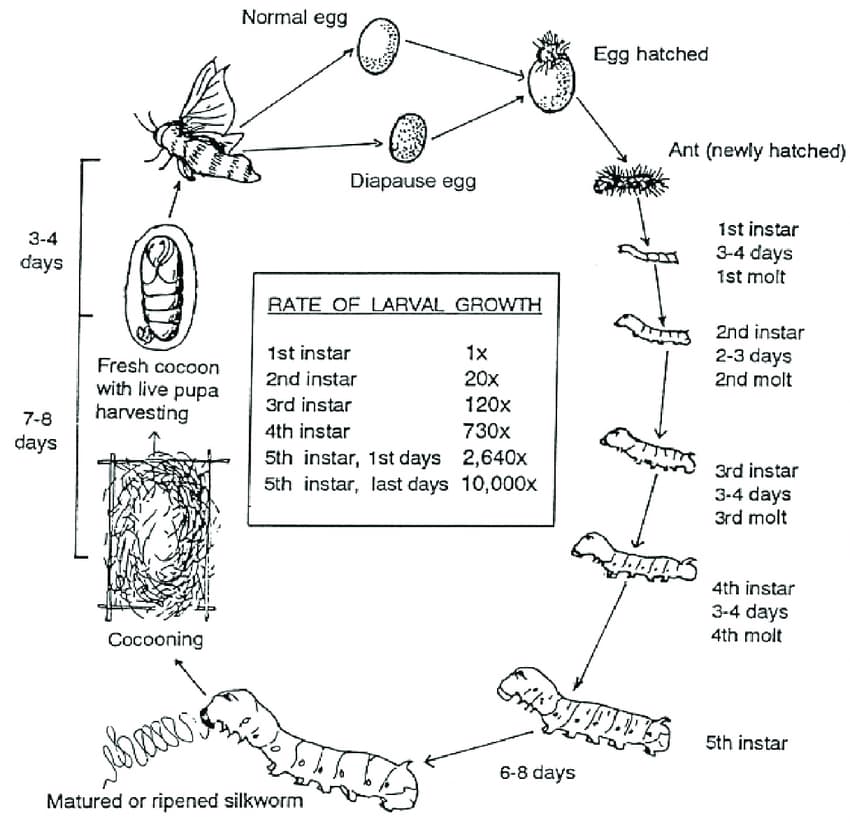 Normal egg
Egg hatched
Diapause egg
Ant (newly hatched)
1st instar
3-4 days
1st molt
2nd instar
2-3 days
2nd molt
3rd instar
3-4 days
3rd molt
4th instar
3-4 days
4th molt
5th instar
6-8 days
Matured or ripened silkworm
Cocooning
7-8
days
Fresh cocoon
with live pupa
harvesting
3-4
days
RATE OF LARVAL GROWTH
1st instar 1x
2nd instar 20x
3rd instar 120x
4th instar 730x
5th instar, 1st days 2,640x
5th instar, last days 10,000x